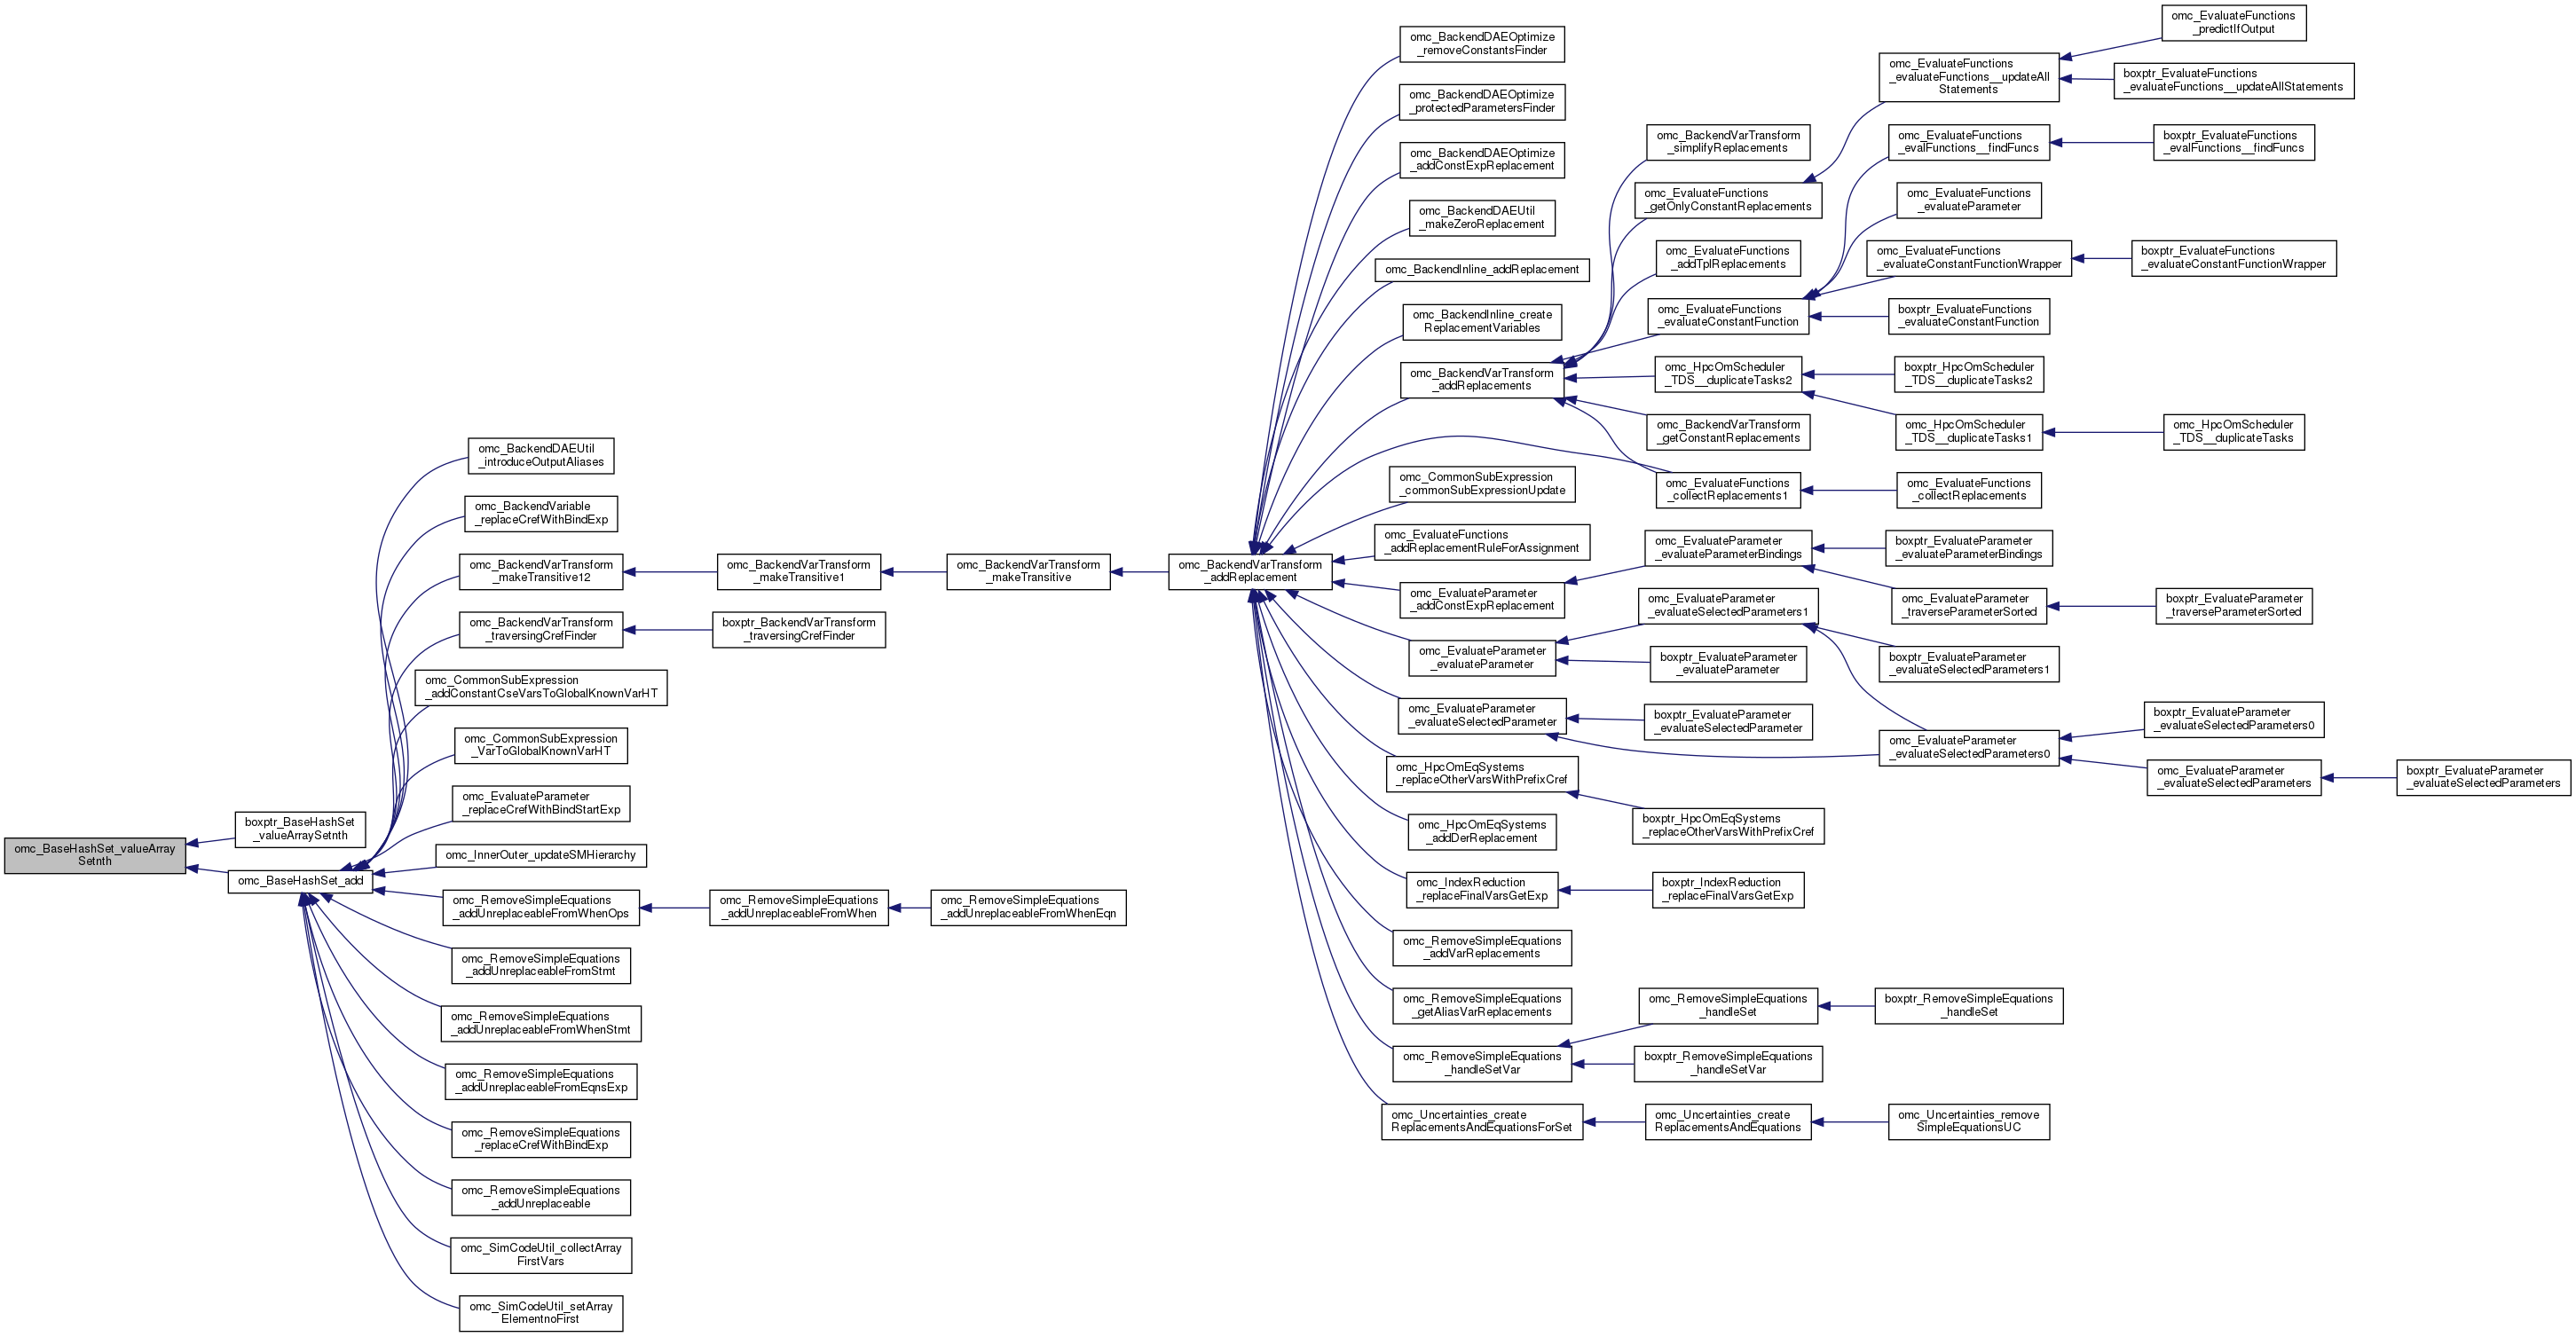 omc_BaseHashSet_valueArray
Setnth
boxptr_BaseHashSet
_valueArraySetnth
omc_BaseHashSet_add
omc_BackendDAEUtil
_introduceOutputAliases
omc_BackendVariable
_replaceCrefWithBindExp
omc_BackendVarTransform
_makeTransitive12
omc_BackendVarTransform
_traversingCrefFinder
omc_CommonSubExpression
_addConstantCseVarsToGlobalKnownVarHT
omc_CommonSubExpression
_VarToGlobalKnownVarHT
omc_EvaluateParameter
_replaceCrefWithBindStartExp
omc_InnerOuter_updateSMHierarchy
omc_RemoveSimpleEquations
_addUnreplaceableFromWhenOps
omc_RemoveSimpleEquations
_addUnreplaceableFromStmt
omc_RemoveSimpleEquations
_addUnreplaceableFromWhenStmt
omc_RemoveSimpleEquations
_addUnreplaceableFromEqnsExp
omc_RemoveSimpleEquations
_replaceCrefWithBindExp
omc_RemoveSimpleEquations
_addUnreplaceable
omc_SimCodeUtil_collectArray
FirstVars
omc_SimCodeUtil_setArray
ElementnoFirst
omc_BackendVarTransform
_makeTransitive1
boxptr_BackendVarTransform
_traversingCrefFinder
omc_RemoveSimpleEquations
_addUnreplaceableFromWhen
omc_BackendVarTransform
_makeTransitive
omc_RemoveSimpleEquations
_addUnreplaceableFromWhenEqn
omc_BackendVarTransform
_addReplacement
omc_BackendDAEOptimize
_removeConstantsFinder
omc_BackendDAEOptimize
_protectedParametersFinder
omc_BackendDAEOptimize
_addConstExpReplacement
omc_BackendDAEUtil
_makeZeroReplacement
omc_BackendInline_addReplacement
omc_BackendInline_create
ReplacementVariables
omc_BackendVarTransform
_addReplacements
omc_CommonSubExpression
_commonSubExpressionUpdate
omc_EvaluateFunctions
_addReplacementRuleForAssignment
omc_EvaluateParameter
_addConstExpReplacement
omc_EvaluateParameter
_evaluateParameter
omc_EvaluateParameter
_evaluateSelectedParameter
omc_HpcOmEqSystems
_replaceOtherVarsWithPrefixCref
omc_HpcOmEqSystems
_addDerReplacement
omc_IndexReduction
_replaceFinalVarsGetExp
omc_RemoveSimpleEquations
_addVarReplacements
omc_RemoveSimpleEquations
_getAliasVarReplacements
omc_RemoveSimpleEquations
_handleSetVar
omc_Uncertainties_create
ReplacementsAndEquationsForSet
omc_BackendVarTransform
_simplifyReplacements
omc_EvaluateFunctions
_getOnlyConstantReplacements
omc_EvaluateFunctions
_addTplReplacements
omc_EvaluateFunctions
_evaluateConstantFunction
omc_HpcOmScheduler
_TDS__duplicateTasks2
omc_BackendVarTransform
_getConstantReplacements
omc_EvaluateFunctions
_collectReplacements1
omc_EvaluateParameter
_evaluateParameterBindings
omc_EvaluateParameter
_evaluateSelectedParameters1
boxptr_EvaluateParameter
_evaluateParameter
boxptr_EvaluateParameter
_evaluateSelectedParameter
boxptr_HpcOmEqSystems
_replaceOtherVarsWithPrefixCref
boxptr_IndexReduction
_replaceFinalVarsGetExp
omc_RemoveSimpleEquations
_handleSet
boxptr_RemoveSimpleEquations
_handleSetVar
omc_Uncertainties_create
ReplacementsAndEquations
omc_EvaluateFunctions
_evaluateFunctions__updateAll
Statements
omc_EvaluateFunctions
_evalFunctions__findFuncs
omc_EvaluateFunctions
_evaluateParameter
omc_EvaluateFunctions
_evaluateConstantFunctionWrapper
boxptr_EvaluateFunctions
_evaluateConstantFunction
boxptr_HpcOmScheduler
_TDS__duplicateTasks2
omc_HpcOmScheduler
_TDS__duplicateTasks1
omc_EvaluateFunctions
_collectReplacements
boxptr_EvaluateParameter
_evaluateParameterBindings
omc_EvaluateParameter
_traverseParameterSorted
boxptr_EvaluateParameter
_evaluateSelectedParameters1
omc_EvaluateParameter
_evaluateSelectedParameters0
boxptr_RemoveSimpleEquations
_handleSet
omc_Uncertainties_remove
SimpleEquationsUC
omc_EvaluateFunctions
_predictIfOutput
boxptr_EvaluateFunctions
_evaluateFunctions__updateAllStatements
boxptr_EvaluateFunctions
_evalFunctions__findFuncs
boxptr_EvaluateFunctions
_evaluateConstantFunctionWrapper
omc_HpcOmScheduler
_TDS__duplicateTasks
boxptr_EvaluateParameter
_traverseParameterSorted
boxptr_EvaluateParameter
_evaluateSelectedParameters0
omc_EvaluateParameter
_evaluateSelectedParameters
boxptr_EvaluateParameter
_evaluateSelectedParameters